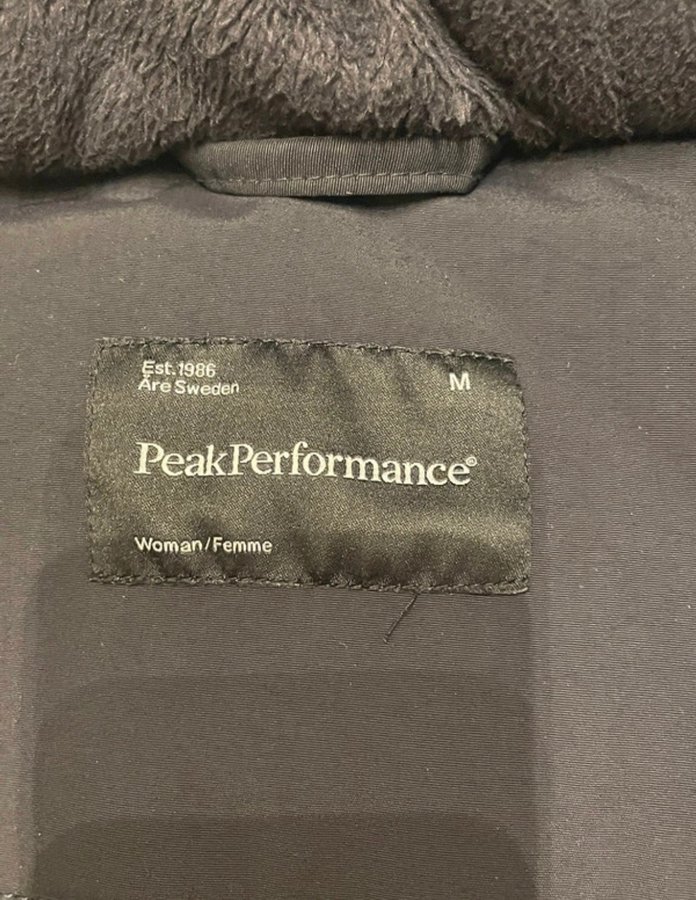 Est.1986 M
Åre Sweden
PeakPerformance®
Woman/Femme